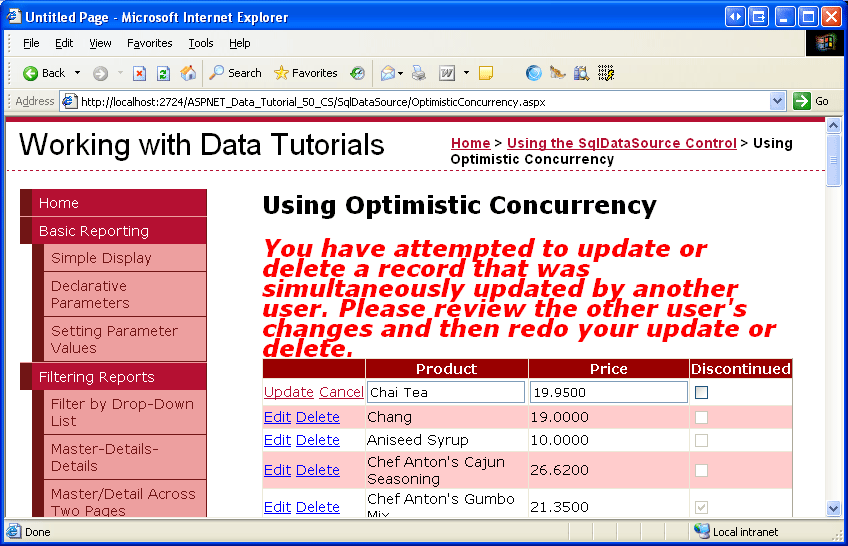 Untitled Page - Microsoft Internet Explorer
File Edit View Favorites Tools Help
Back Search Favorites
Address http://localhost:2724/ASPNET_Data_Tutorial_50_CS/SqlDataSource/OptimisticConcurrency.aspx Go
Working with Data Tutorials
Home > Using the SqlDataSource Control > Using
Optimistic Concurrency
Home
Basic Reporting
Simple Display
Declarative
Parameters
Setting Parameter
Values
Filtering Reports
Filter by Drop-Down
List
Master-Details-
Details
Master/Detail Across
Two Pages
Using Optimistic Concurrency
You have attempted to update or
delete a record that was
simultaneously updated by another
user. Please review the other user's
changes and then redo your update or
delete.
Product Price Discontinued
Update Cancel Chai Tea 19.9500
Edit Delete Chang 19.0000
Edit Delete Aniseed Syrup 10.0000
Edit Delete Chef Anton's Cajun
Seasoning 26.6200
Edit Delete Chef Anton's Gumbo
Mix 21.3500
Done Local intranet